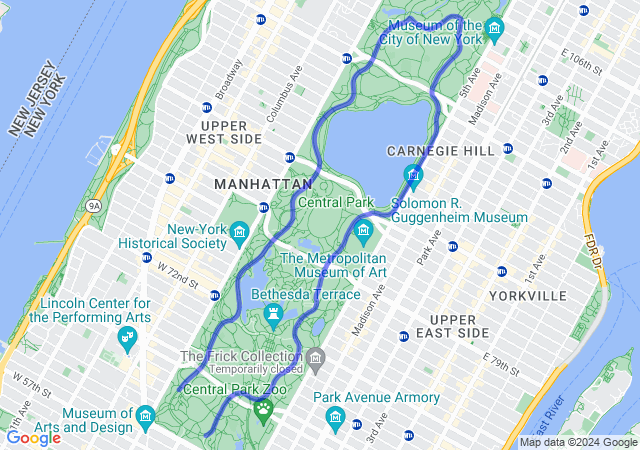 Museum of the
City of New York
E 106th St
5th Ave
Madison Ave
3rd Ave
2nd Ave
1st Ave
NEW JERSEY
NEW YORK
Broadway
Columbus Ave
UPPER
WEST SIDE
CARNEGIE HILL
MANHATTAN
Central Park
Solomon R.
Guggenheim Museum
9A
New-York
Historical Society
The Metropolitan
Museum of Art
Park Ave
1st Ave
FDR Dr
W 72nd St
Bethesda Terrace
Madison Ave
YORKVILLE
Lincoln Center for
the Performing Arts
UPPER
EAST SIDE
The Frick Collection
Temporarily closed
E 79th St
W 57th St
Central Park Zoo
Park Avenue Armory
Museum of
Arts and Design
3rd Ave
East River
Google
Map data ©2024 Google